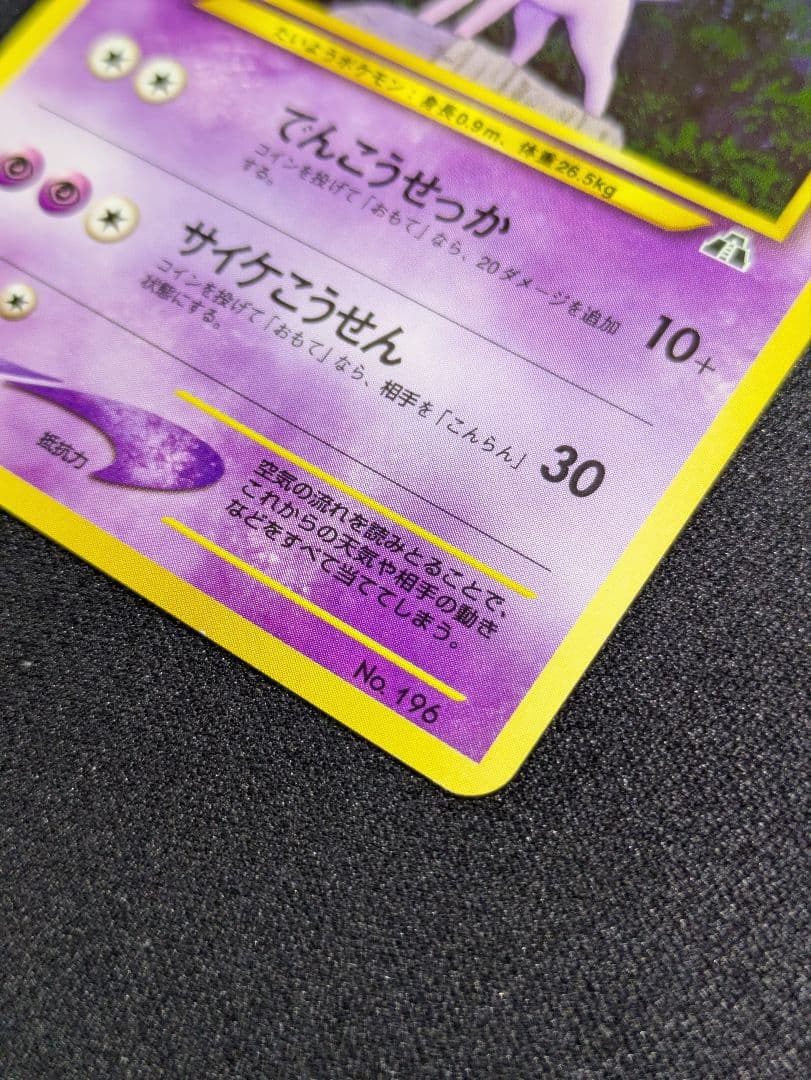 たいようポケモン：身長0.9m、体重26.5kg
でんこうせっか
コインを投げて「おもて」なら、20ダメージを追加
する。
10+
サイケこうせん
コインを投げて「おもて」なら、相手を「こんらん」
状態にする。
30
抵抗力
空気の流れを読みとることで、
これからの天気や相手の動き
などをすべて当ててしまう。
No. 196